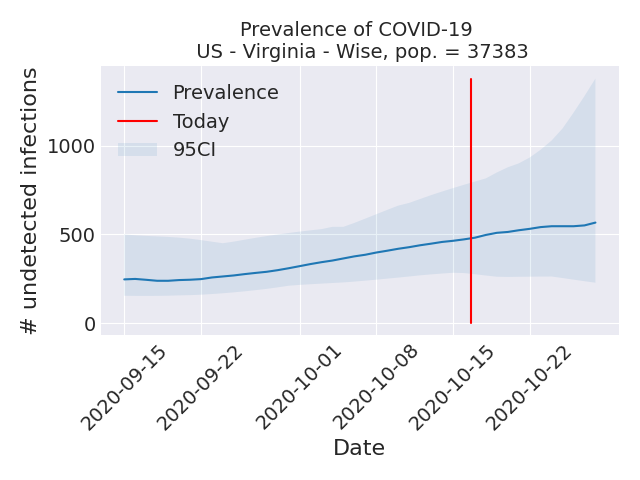 Prevalence of COVID-19
US - Virginia - Wise, pop. = 37383
# undetected infections
1000
500
0
Prevalence
Today
95CI
2020-09-15
2020-09-22
2020-10-01
2020-10-08
2020-10-15
2020-10-22
Date